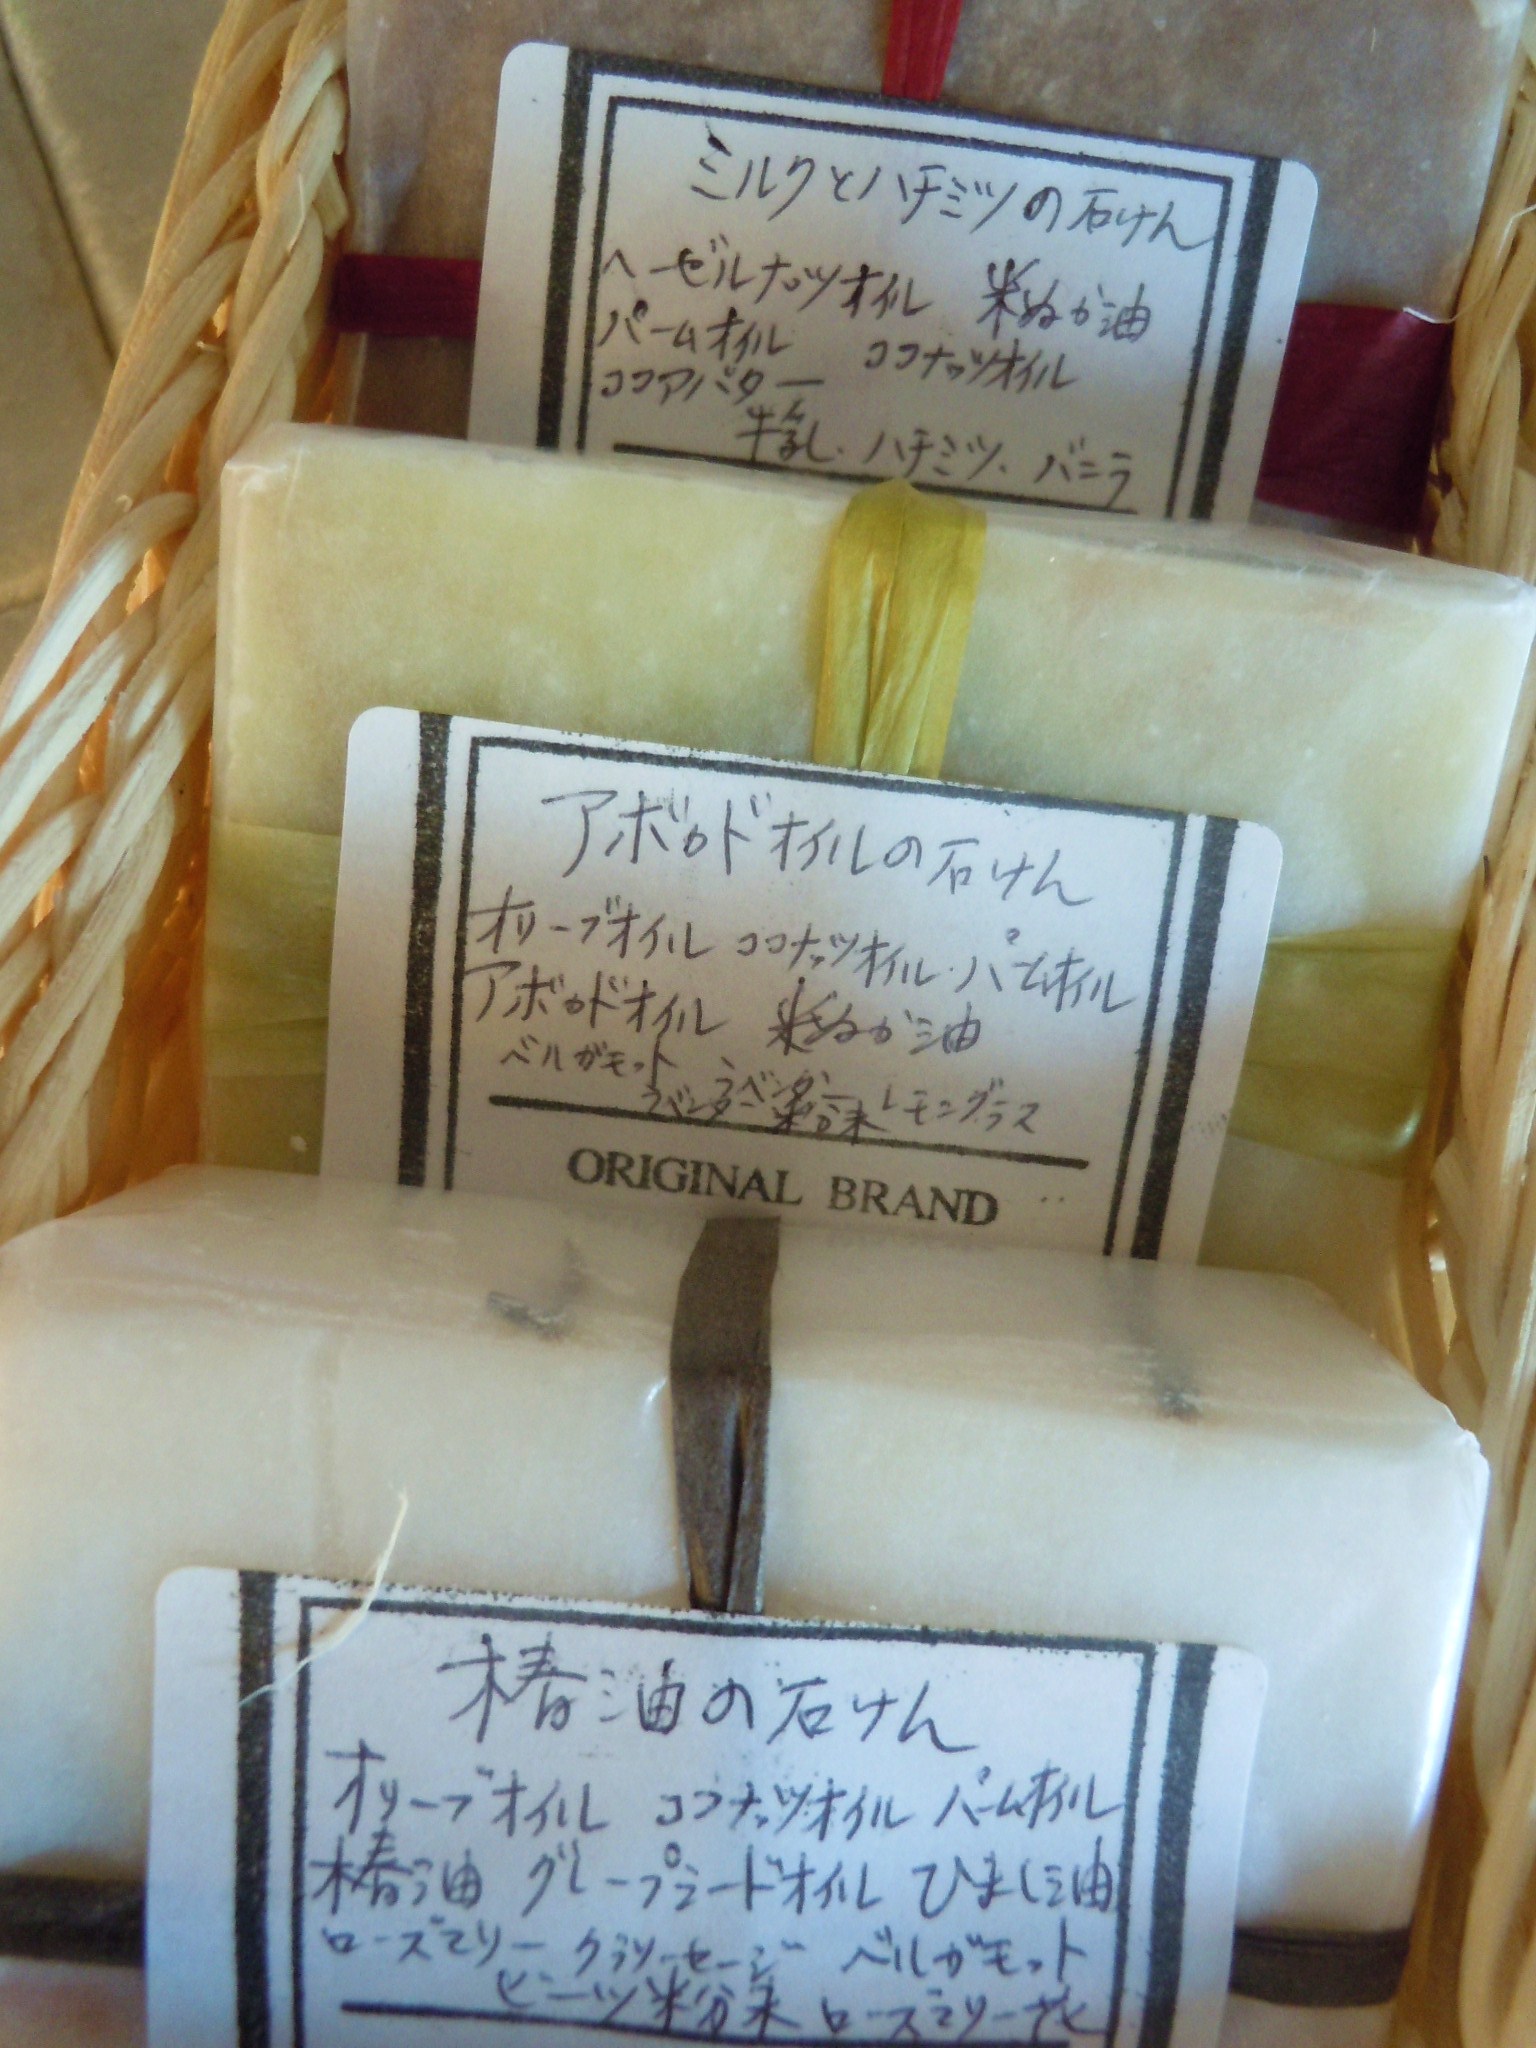 ミルクとハチミツの石けん
ヘーゼルナッツオイル 米ぬか油
パームオイル ココナッツオイル
ココアバター
牛乳、ハチミツ、バニラ
アボカドオイルの石けん
オリーブオイル ココナッツオイル パームオイル
アボカドオイル 米ぬか油
ベルガモット
ラベンダー 粉末 レモングラス
ORIGINAL BRAND
椿油の石けん
オリーブオイル ココナッツオイル パームオイル
椿油 グレープシードオイル ひまし油
ローズマリー クラリーセージ ベルガモット
粉末 ローズマリー